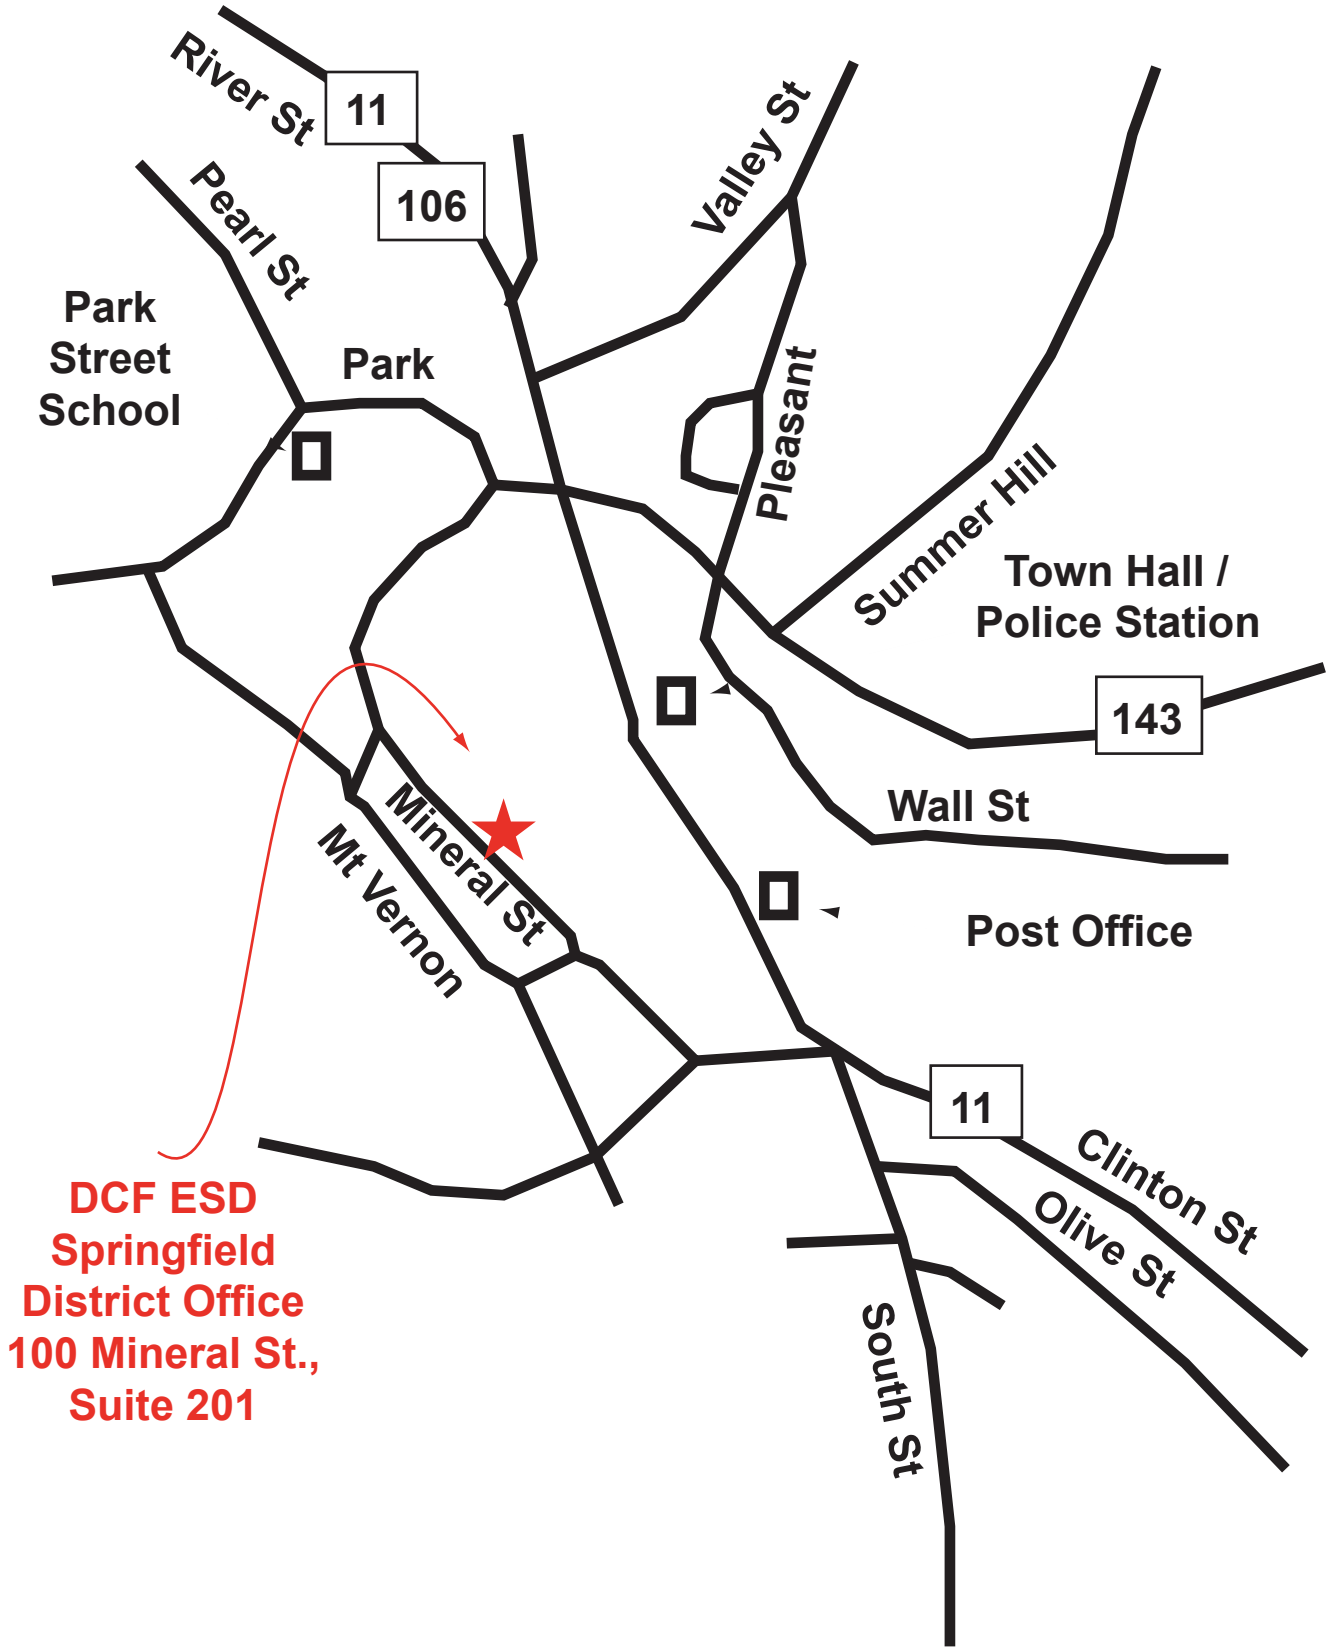 River St
11
106
Pearl St
Valley St
Park
Street
School
Park
Pleasant
Summer Hill
Town Hall /
Police Station
143
Wall St
Mineral St
Mt Vernon
Post Office
11
Clinton St
Olive St
South St
DCF ESD
Springfield
District Office
100 Mineral St.,
Suite 201